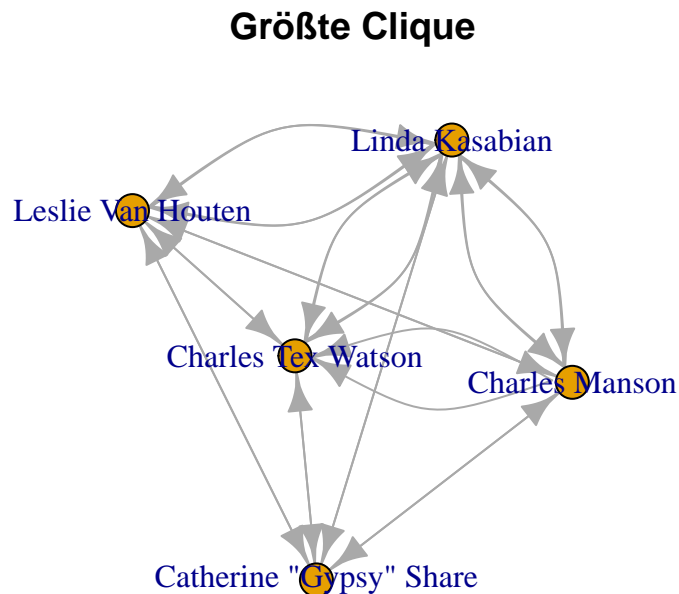 Größte Clique
Linda Kasabian
Leslie Van Houten
Charles Tex Watson
Charles Manson
Catherine "Gypsy" Share